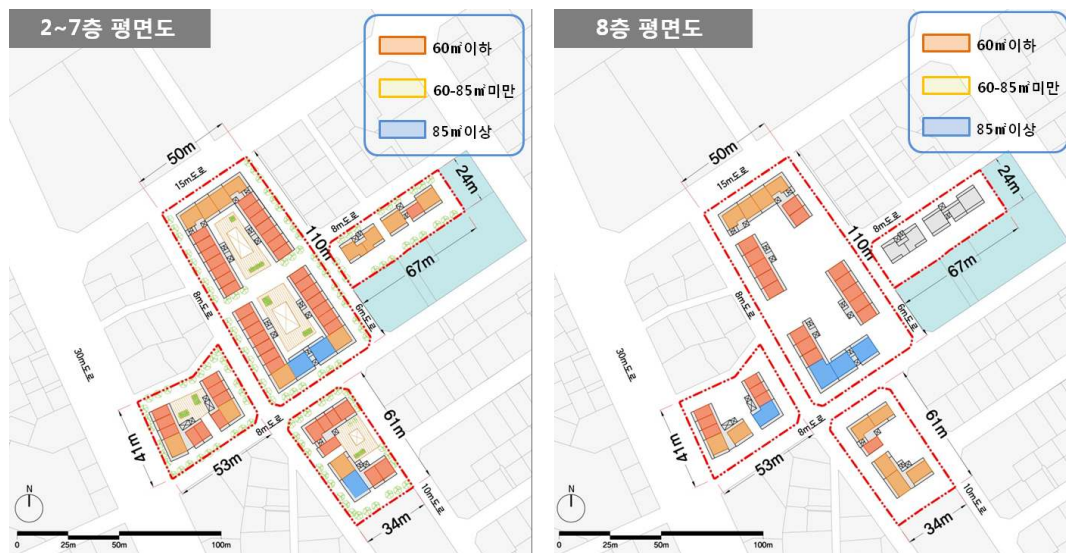 2~7층 평면도
60㎡이하
60-85㎡미만
85㎡이상
50m
15m도로
24m
8m도로
110m
67m
6m도로
8m도로
30m도로
41m
53m
8m도로
61m
10m도로
34m
N
0 25m 50m 100m
8층 평면도
60㎡이하
60-85㎡미만
85㎡이상
50m
15m도로
24m
8m도로
110m
67m
6m도로
8m도로
30m도로
41m
53m
8m도로
61m
10m도로
34m
N
0 25m 50m 100m